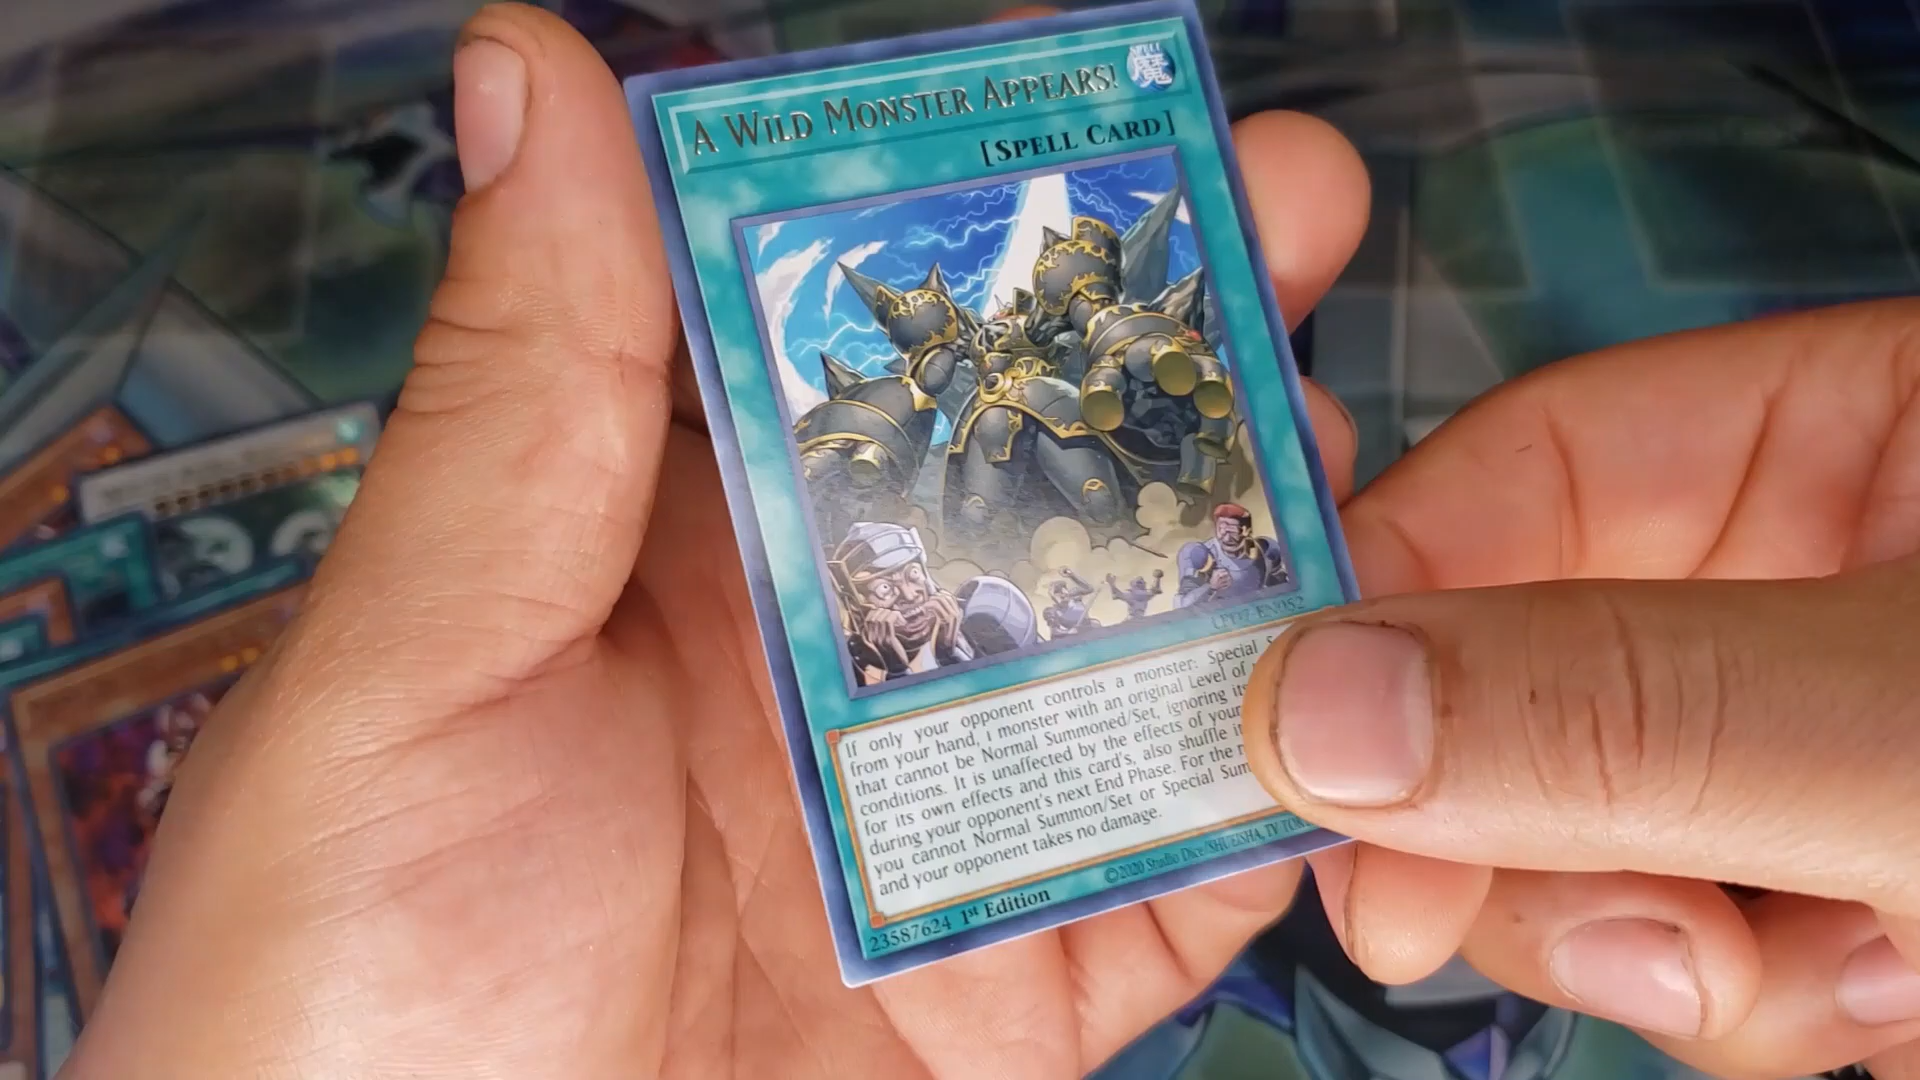 A WILD MONSTER APPEARS!
SPELL
魔
[SPELL CARD]
EN052
If only your opponent controls a monster: Special
from your hand, 1 monster with an original Level of
that cannot be Normal Summoned/Set, ignoring its
conditions. It is unaffected by the effects of your
for its own effects and this card's, also shuffle it
during your opponent's next End Phase. For the
you cannot Normal Summon/Set or Special
and your opponent takes no damage.
23587624 1st Edition
©2020 Studio Dice/SHUEISHA, TV